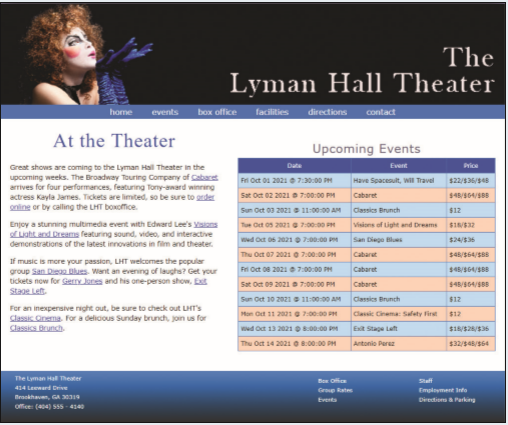 The
Lyman Hall Theater
home events box office facilities directions contact
At the Theater
Great shows are coming to the Lyman Hall Theater in the
upcoming weeks. The Broadway Touring Company of Cabaret
arrives for four performances, featuring Tony-award winning
actress Kayla James. Tickets are limited, so be sure to order
online or by calling the LHT boxoffice.
Enjoy a stunning multimedia event with Edward Lee's Visions
of Light and Dreams featuring sound, video, and interactive
demonstrations of the latest innovations in film and theater.
If music is more your passion, LHT welcomes the popular
group San Diego Blues. Want an evening of laughs? Get your
tickets now for Gerry Jones and his one-person show, Exit
Stage Left.
For an inexpensive night out, be sure to check out LHT's
Classic Cinema. For a delicious Sunday brunch, join us for
Classics Brunch.
Upcoming Events
Date Event Price
Fri Oct 01 2021 @ 7:30:00 PM Have Spacesuit, Will Travel $22/$36/$48
Sat Oct 02 2021 @ 7:00:00 PM Cabaret $48/$64/$88
Sun Oct 03 2021 @ 11:00:00 AM Classics Brunch $12
Tue Oct 05 2021 @ 7:00:00 PM Visions of Light and Dreams $18/$32
Wed Oct 06 2021 @ 7:00:00 PM San Diego Blues $24/$36
Thu Oct 07 2021 @ 7:00:00 PM Cabaret $48/$64/$88
Fri Oct 08 2021 @ 7:00:00 PM Cabaret $48/$64/$88
Sat Oct 09 2021 @ 7:00:00 PM Cabaret $48/$64/$88
Sun Oct 10 2021 @ 11:00:00 AM Classics Brunch $12
Mon Oct 11 2021 @ 7:00:00 PM Classic Cinema: Safety First $12
Wed Oct 13 2021 @ 8:00:00 PM Exit Stage Left $18/$28/$36
Thu Oct 14 2021 @ 8:00:00 PM Antonio Perez $32/$48/$64
The Lyman Hall Theater
414 Leeward Drive
Brookhaven, GA 30319
Office: (404) 555 - 4140
Box Office Staff
Group Rates Employment Info
Events Directions & Parking